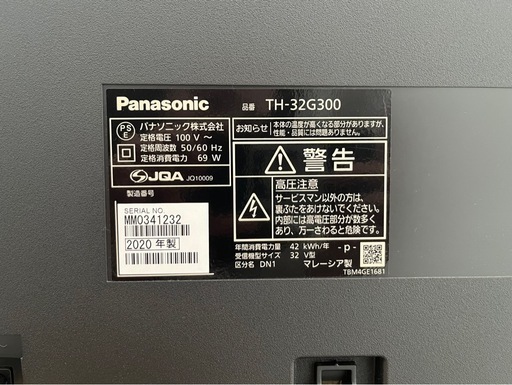 Panasonic
品番 TH-32G300
PS
E
パナソニック株式会社
定格電圧 100 V ～
定格周波数 50/60 Hz
定格消費電力 69 W
JQA JQ10009
製造番号
SERIAL NO.
MM0341232
2020 年製
お知らせ
本体の温度が高くなる部分がありますが、
性能・品質には問題ありません。
警告
高圧注意
サービスマン以外の方は、
裏ぶたをあけないでください。
内部には高電圧部分が数多く
あり、万一さわると危険です。
年間消費電力量 42 kWh/年
受信機型サイズ 32 V型
区分名 DN1 マレーシア製
-p-
TBM4GE1681